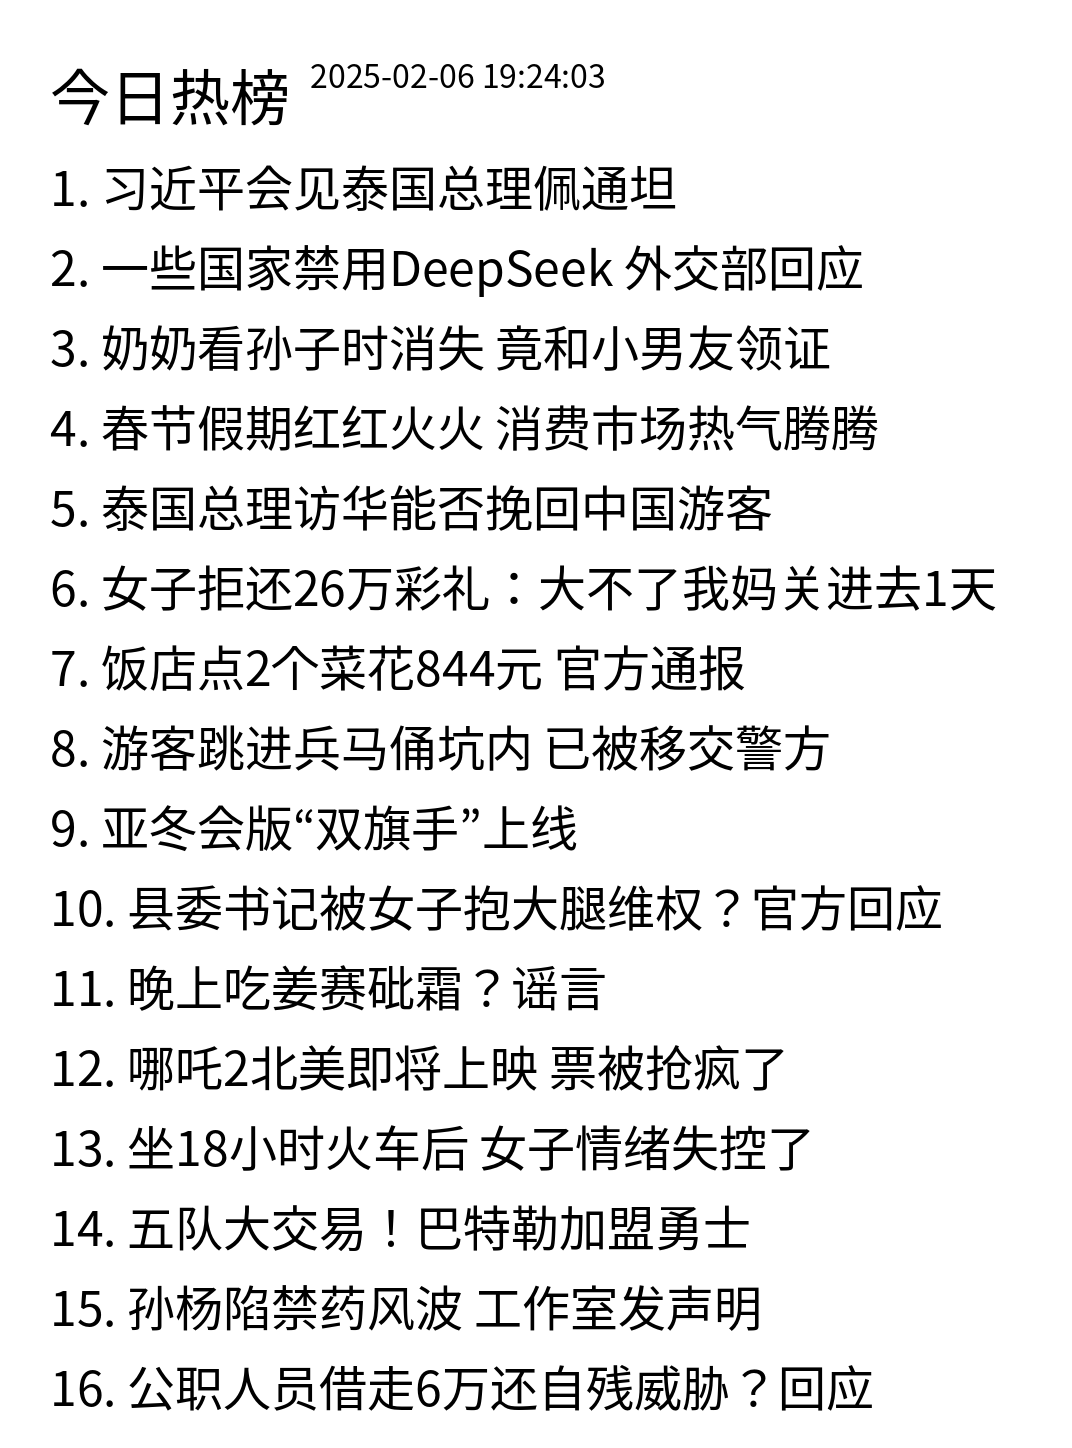 今日热榜 2025-02-06 19:24:03
1. 习近平会见泰国总理佩通坦
2. 一些国家禁用DeepSeek 外交部回应
3. 奶奶看孙子时消失 竟和小男友领证
4. 春节假期红红火火 消费市场热气腾腾
5. 泰国总理访华能否挽回中国游客
6. 女子拒还26万彩礼：大不了我妈关进去1天
7. 饭店点2个菜花844元 官方通报
8. 游客跳进兵马俑坑内 已被移交警方
9. 亚冬会版“双旗手”上线
10. 县委书记被女子抱大腿维权？官方回应
11. 晚上吃姜赛砒霜？谣言
12. 哪吒2北美即将上映 票被抢疯了
13. 坐18小时火车后 女子情绪失控了
14. 五队大交易！巴特勒加盟勇士
15. 孙杨陷禁药风波 工作室发声明
16. 公职人员借走6万还自残威胁？回应